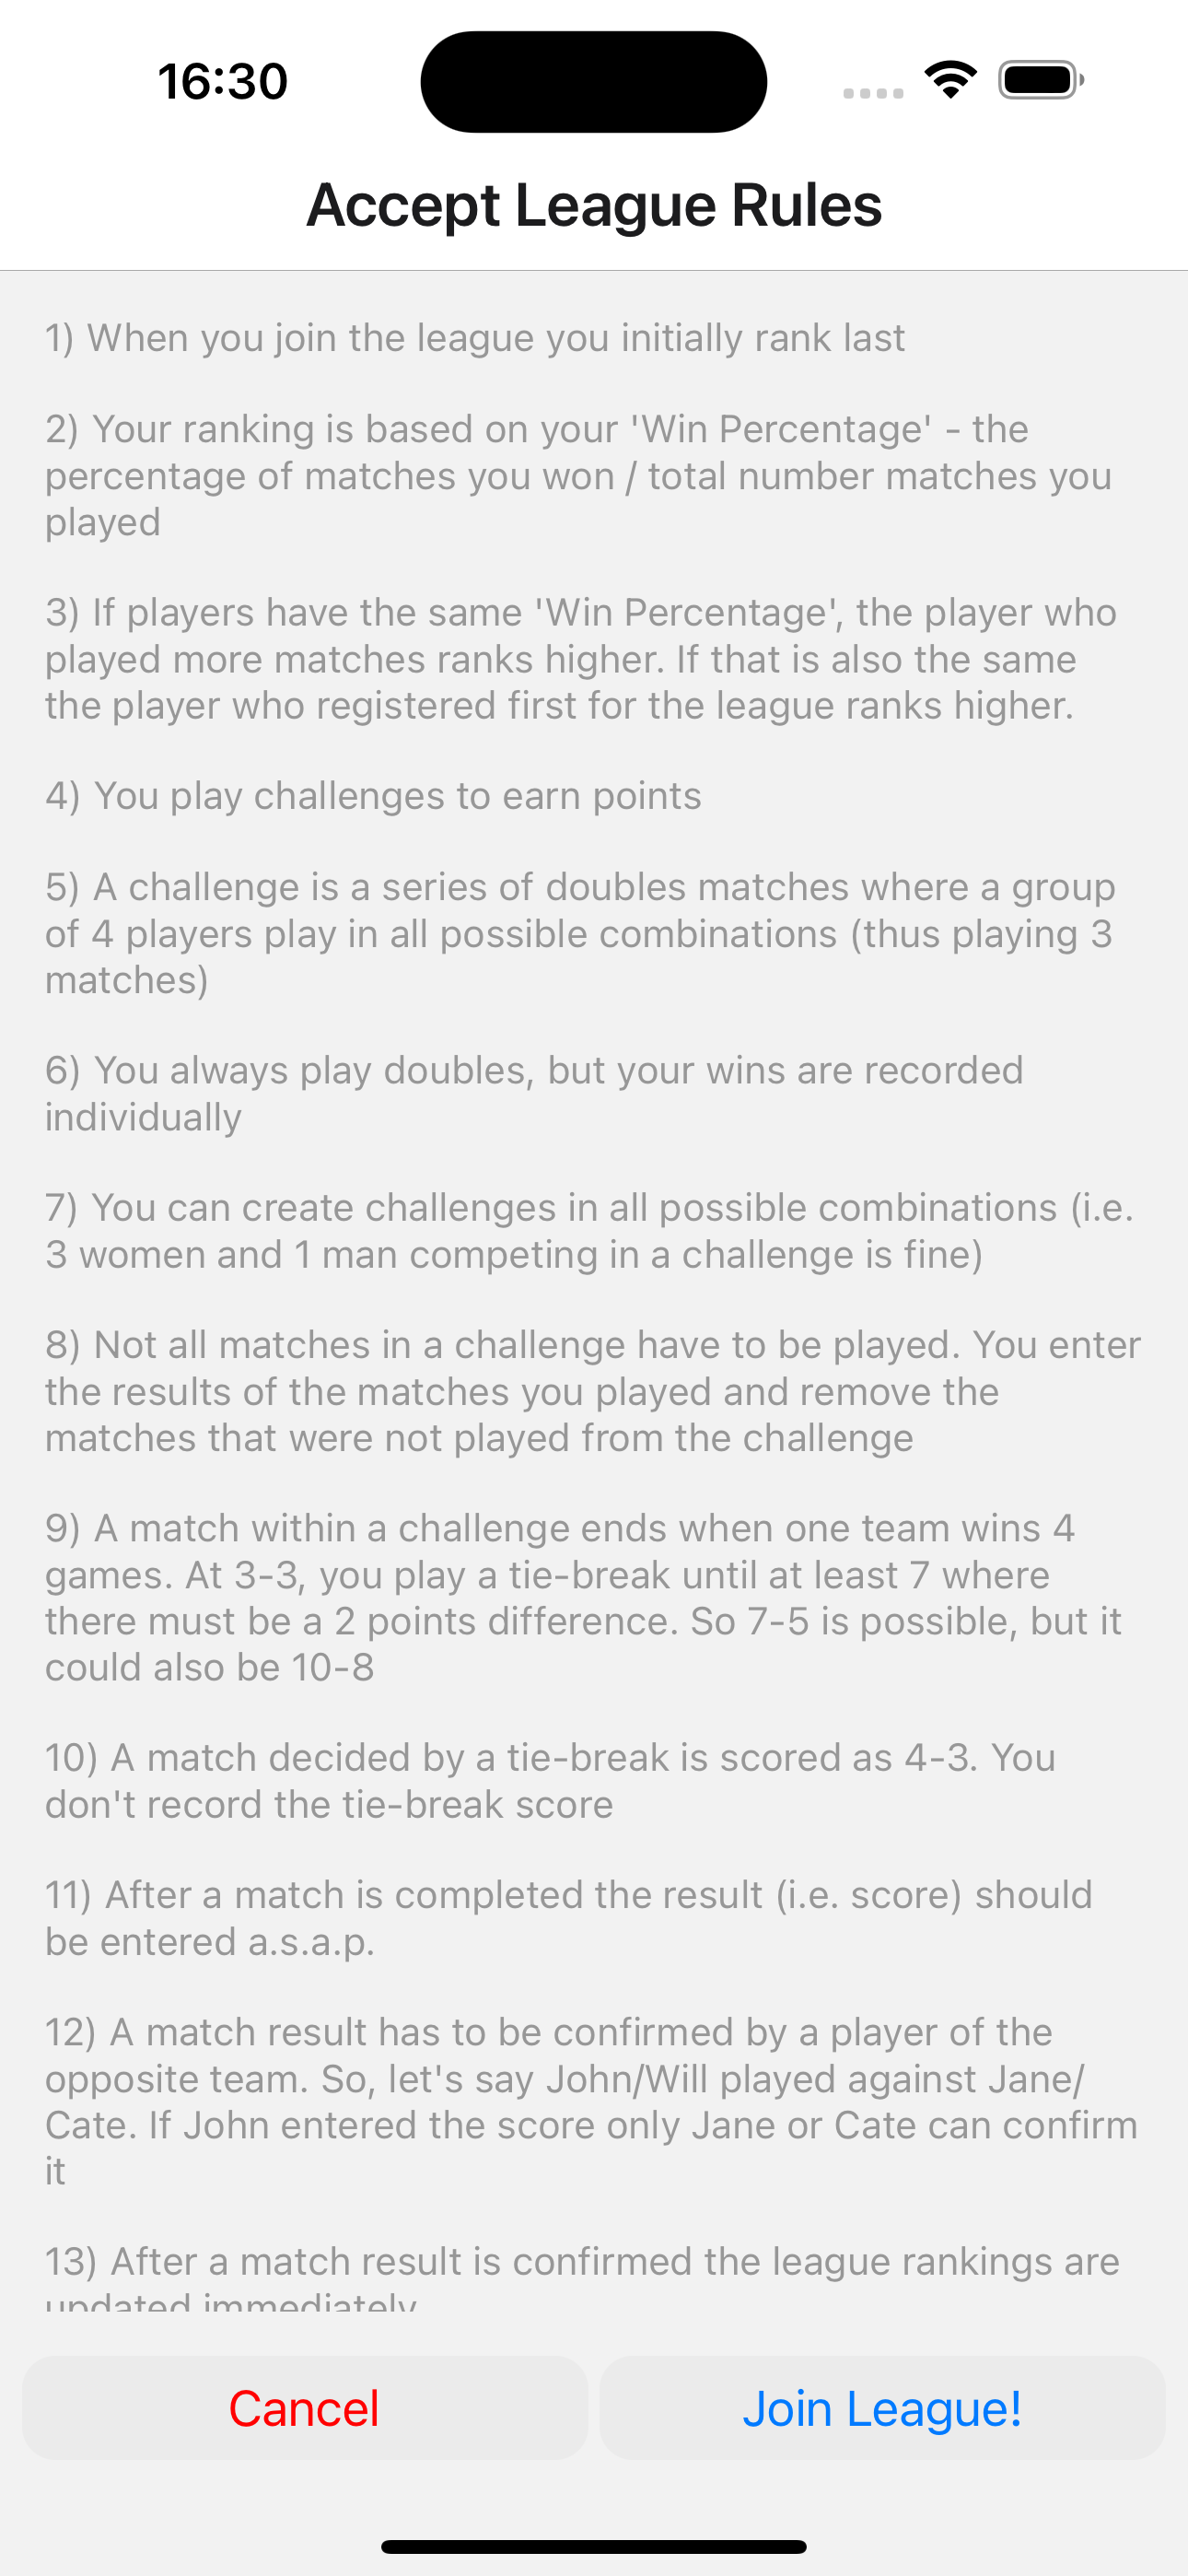 16:30
Accept League Rules
1) When you join the league you initially rank last
2) Your ranking is based on your 'Win Percentage' - the
percentage of matches you won / total number matches you
played
3) If players have the same 'Win Percentage', the player who
played more matches ranks higher. If that is also the same
the player who registered first for the league ranks higher.
4) You play challenges to earn points
5) A challenge is a series of doubles matches where a group
of 4 players play in all possible combinations (thus playing 3
matches)
6) You always play doubles, but your wins are recorded
individually
7) You can create challenges in all possible combinations (i.e.
3 women and 1 man competing in a challenge is fine)
8) Not all matches in a challenge have to be played. You enter
the results of the matches you played and remove the
matches that were not played from the challenge
9) A match within a challenge ends when one team wins 4
games. At 3-3, you play a tie-break until at least 7 where
there must be a 2 points difference. So 7-5 is possible, but it
could also be 10-8
10) A match decided by a tie-break is scored as 4-3. You
don't record the tie-break score
11) After a match is completed the result (i.e. score) should
be entered a.s.a.p.
12) A match result has to be confirmed by a player of the
opposite team. So, let's say John/Will played against Jane/
Cate. If John entered the score only Jane or Cate can confirm
it
13) After a match result is confirmed the league rankings are
updated immediately
Cancel
Join League!